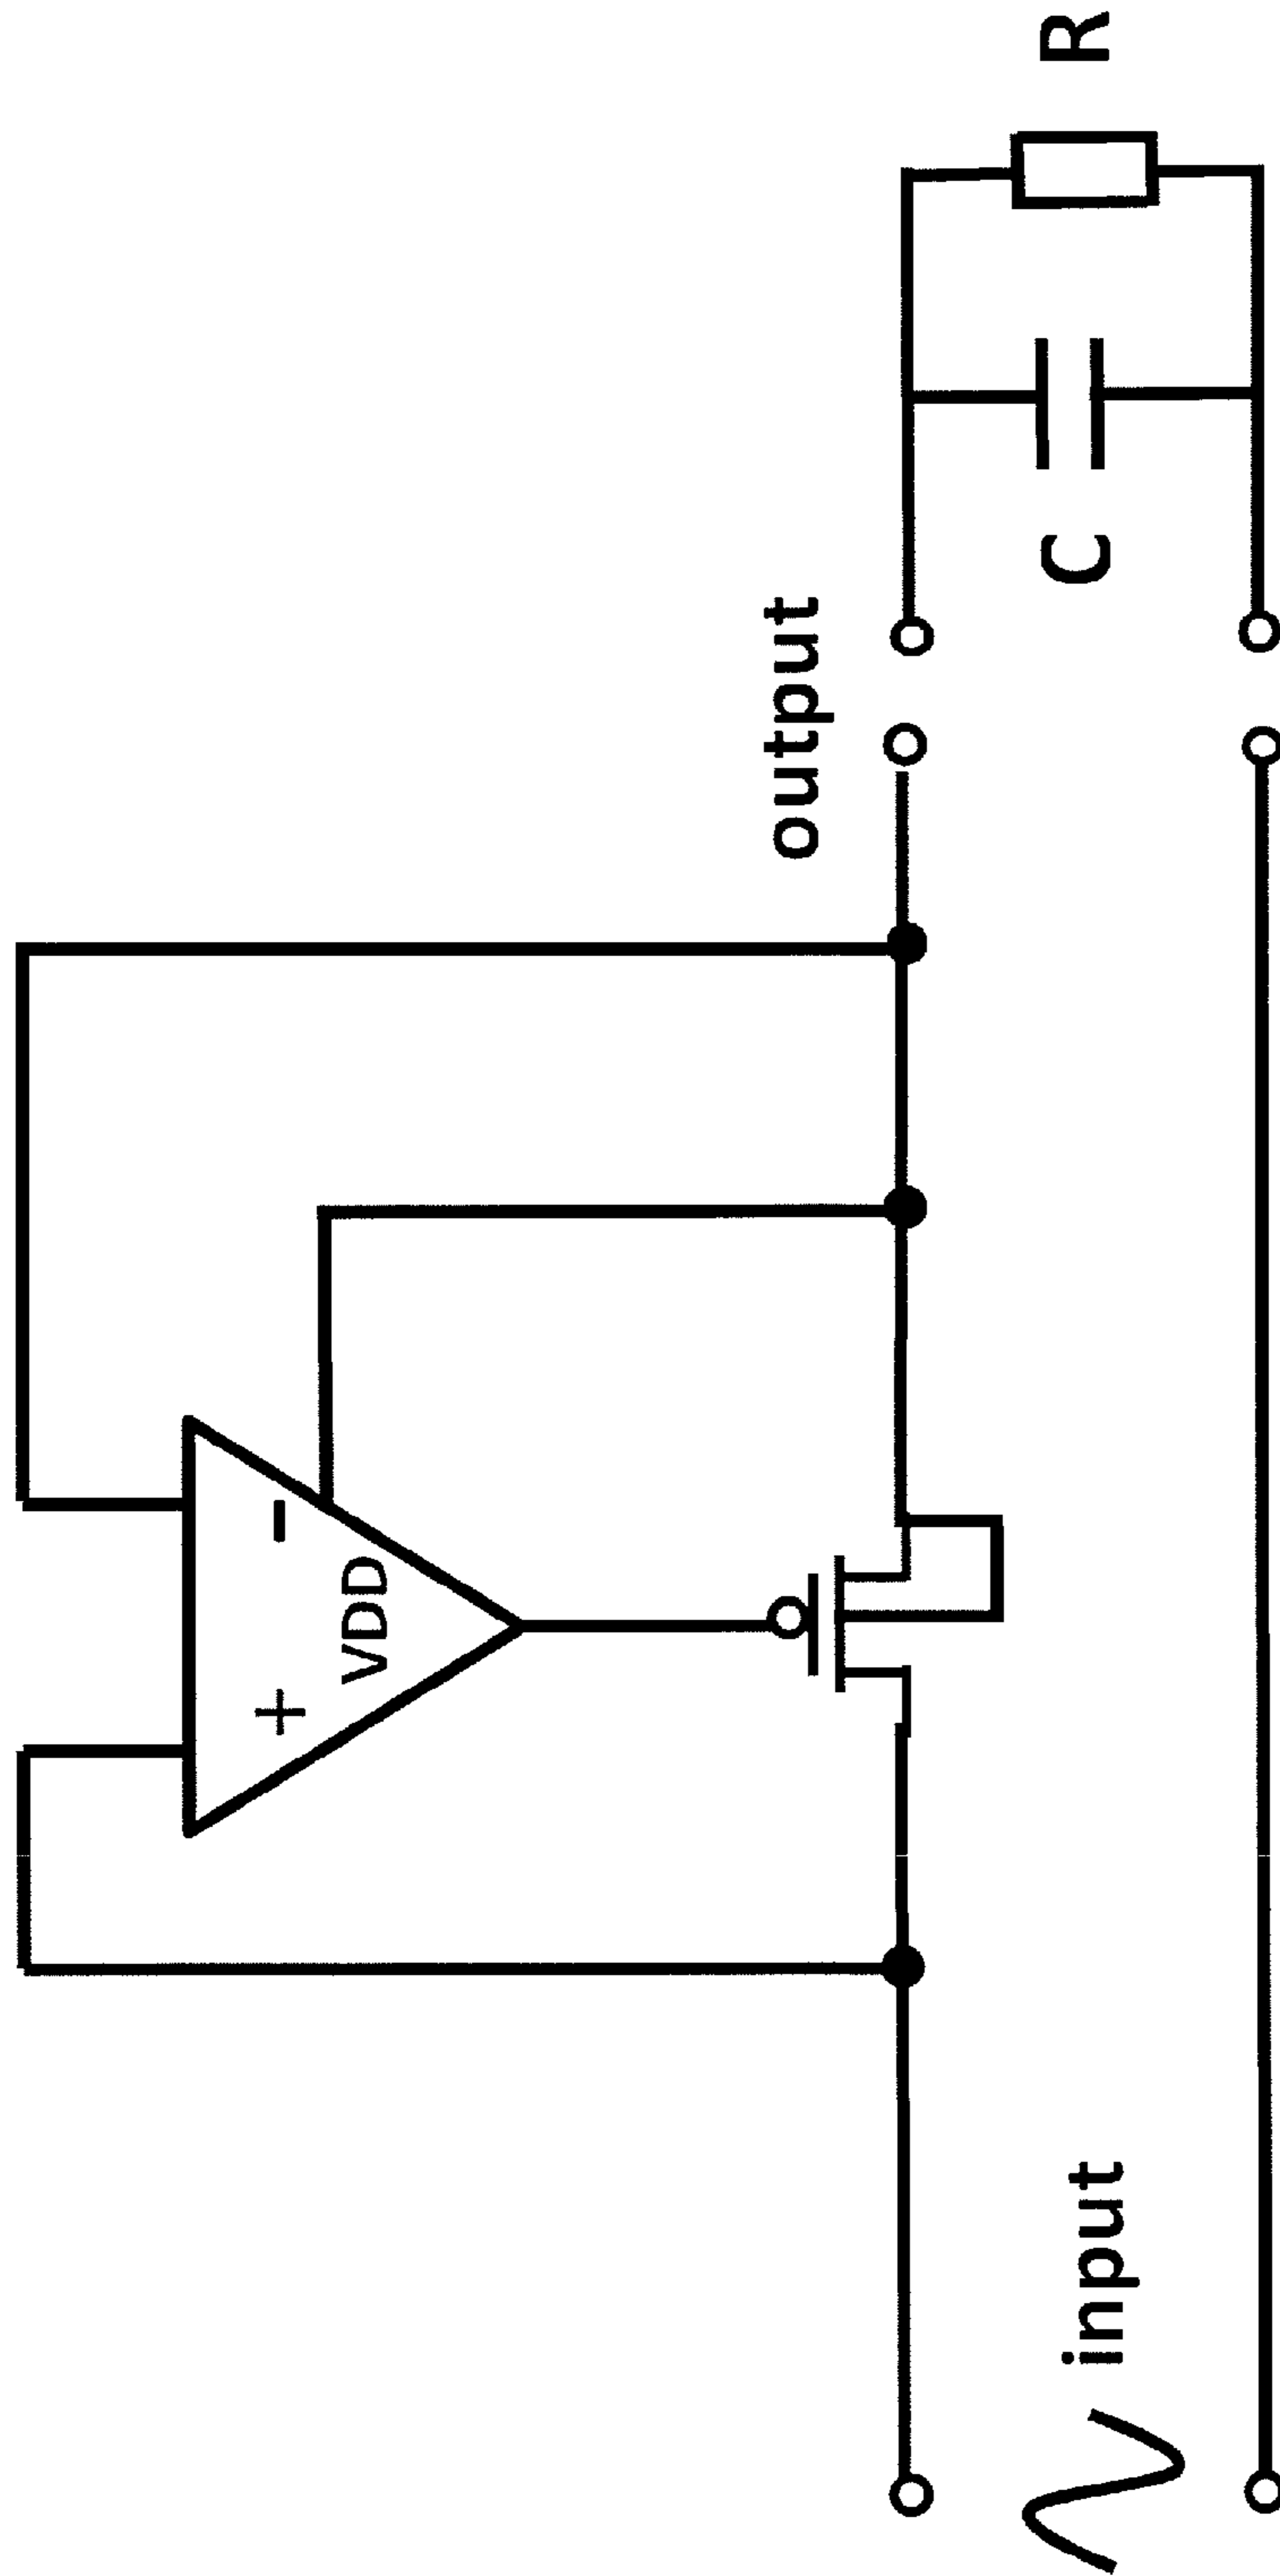 + -
VDD
output
input
C
R